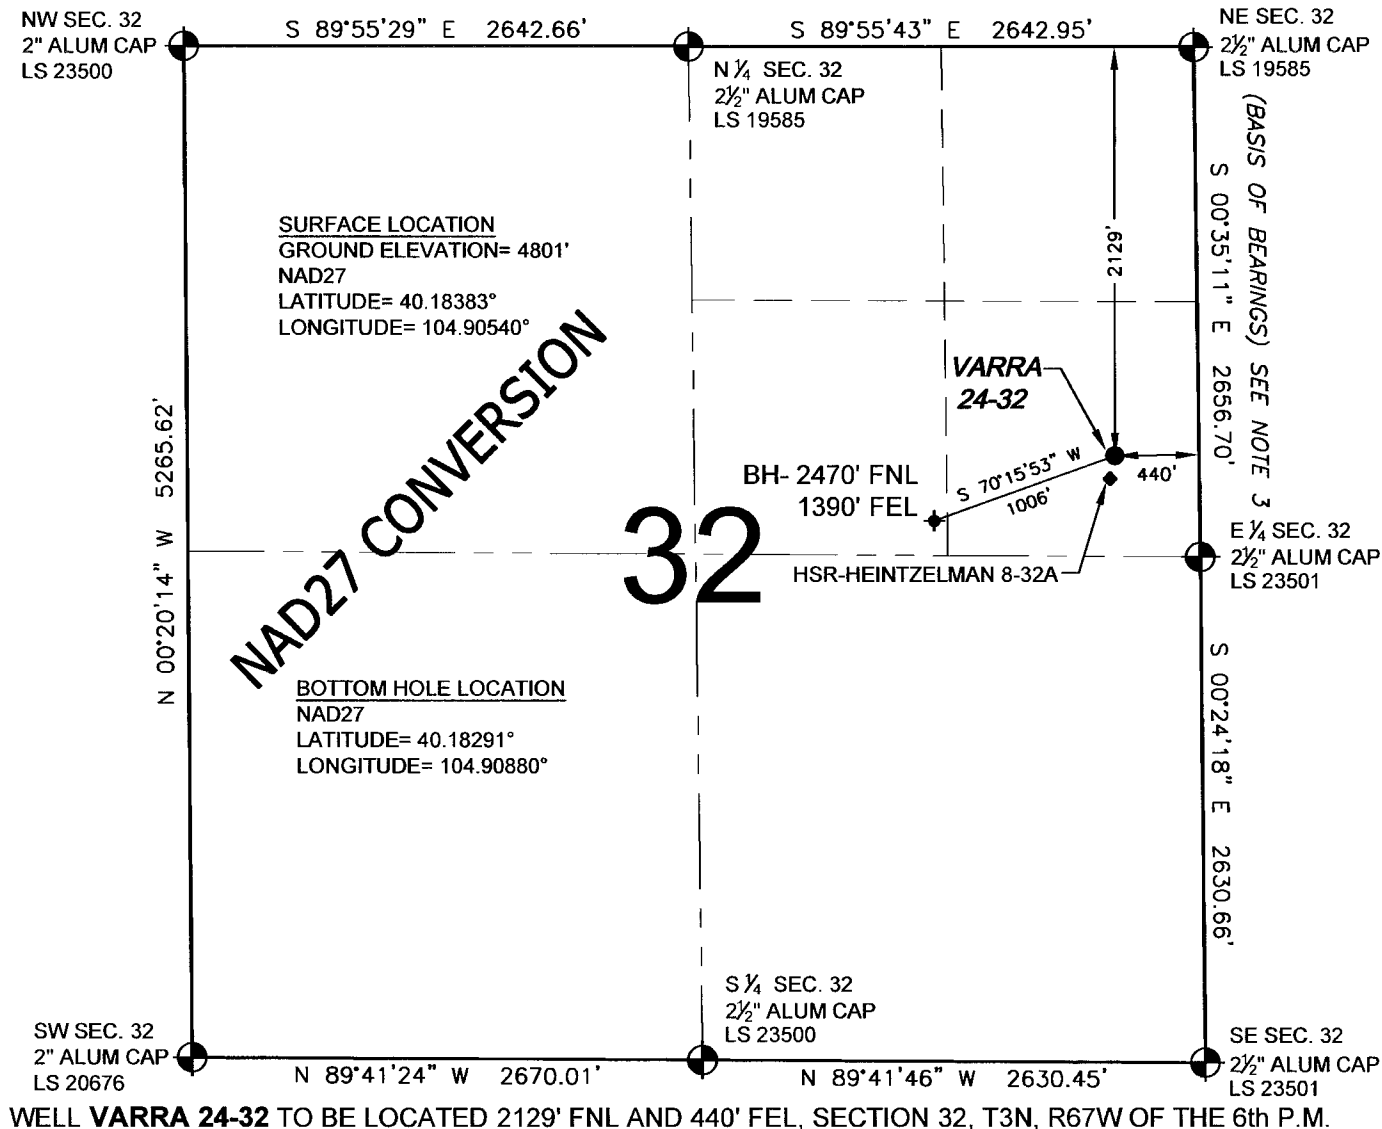 NW SEC. 32
2" ALUM CAP
LS 23500
S 89°55'29" E 2642.66'
S 89°55'43" E 2642.95'
NE SEC. 32
2½" ALUM CAP
LS 19585
N ¼ SEC. 32
2½" ALUM CAP
LS 19585
(BASIS OF BEARINGS) SEE NOTE 3
S 00°35'11" E 2656.70'
2129'
SURFACE LOCATION
GROUND ELEVATION= 4801'
NAD27
LATITUDE= 40.18383°
LONGITUDE= 104.90540°
NAD27 CONVERSION
VARRA
24-32
N 00°20'14" W 5265.62'
BH- 2470' FNL
1390' FEL
S 70°15'53" W
1006'
440'
32
HSR-HEINTZELMAN 8-32A
E ¼ SEC. 32
2½" ALUM CAP
LS 23501
BOTTOM HOLE LOCATION
NAD27
LATITUDE= 40.18291°
LONGITUDE= 104.90880°
S 00°24'18" E 2630.66'
S ¼ SEC. 32
2½" ALUM CAP
LS 23500
SW SEC. 32
2" ALUM CAP
LS 20676
N 89°41'24" W 2670.01'
N 89°41'46" W 2630.45'
SE SEC. 32
2½" ALUM CAP
LS 23501
WELL VARRA 24-32 TO BE LOCATED 2129' FNL AND 440' FEL, SECTION 32, T3N, R67W OF THE 6th P.M.